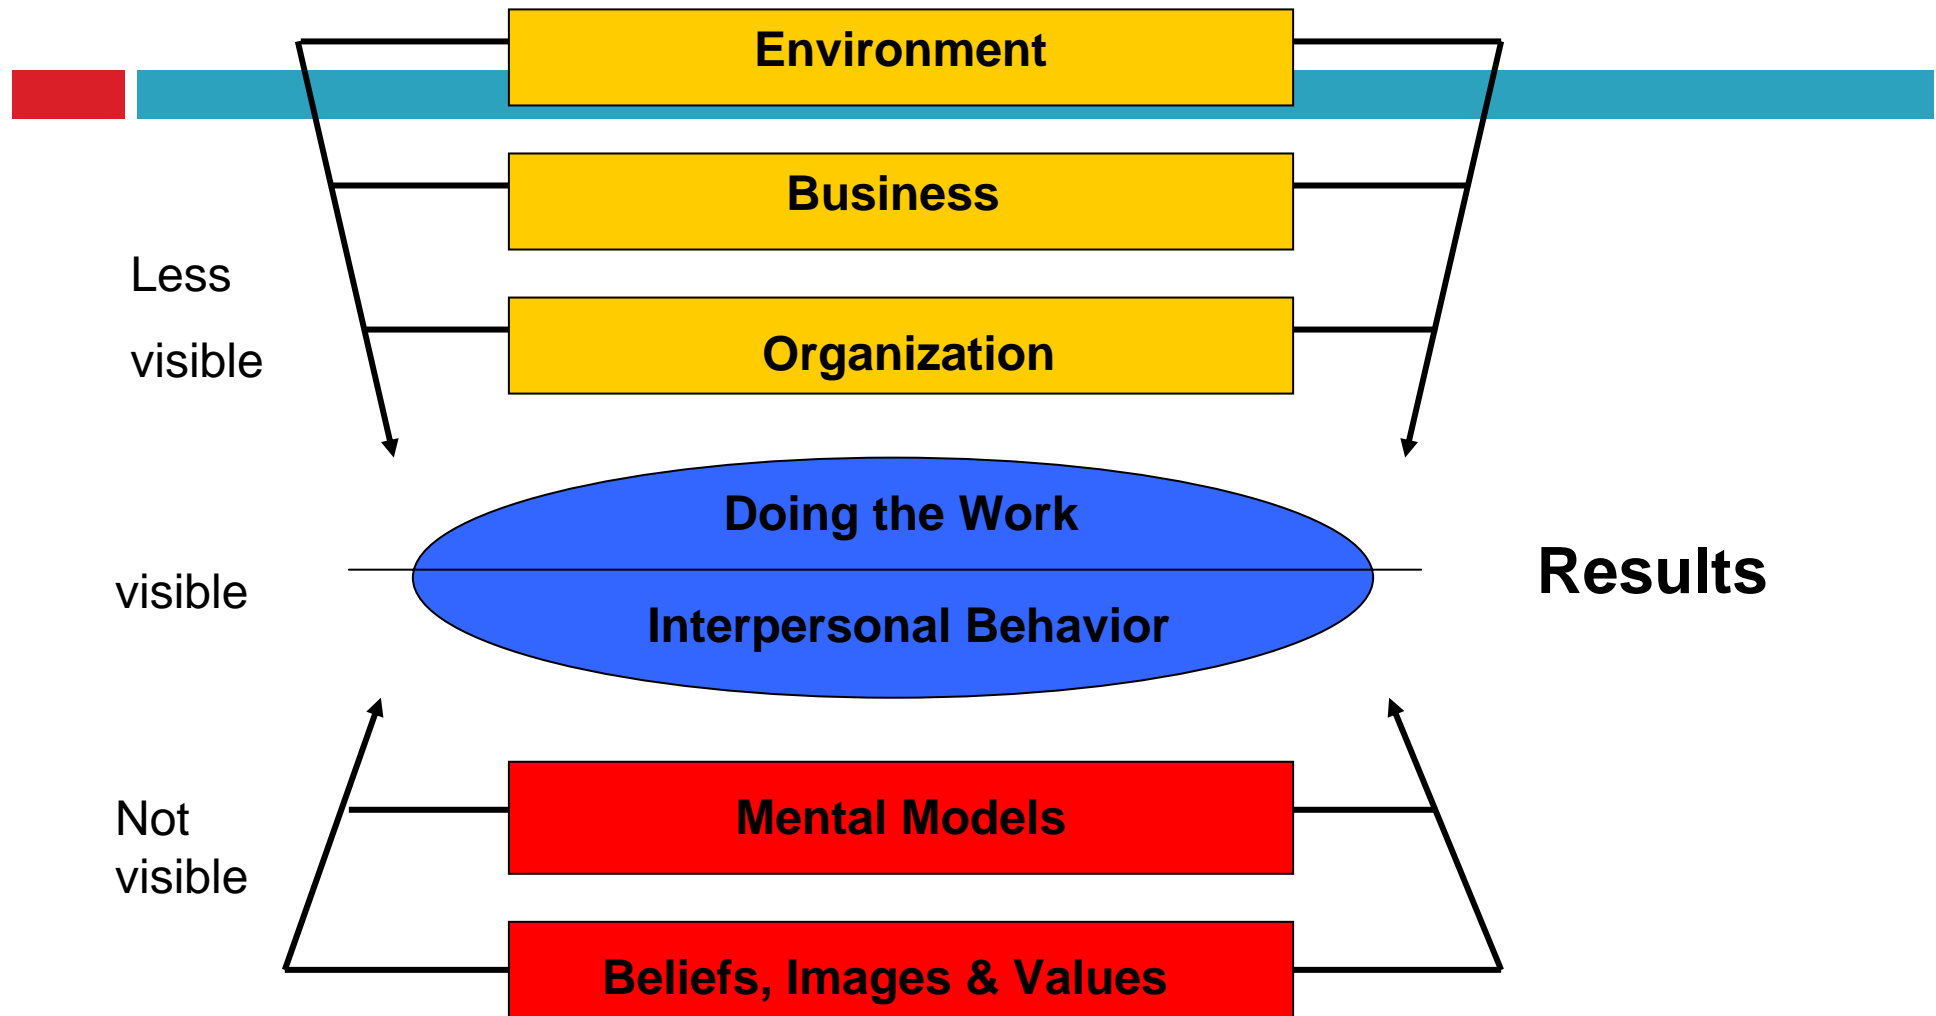 Environment
Business
Less
visible
Organization
Doing the Work
visible
Results
Interpersonal Behavior
Not
visible
Mental Models
Beliefs, Images & Values